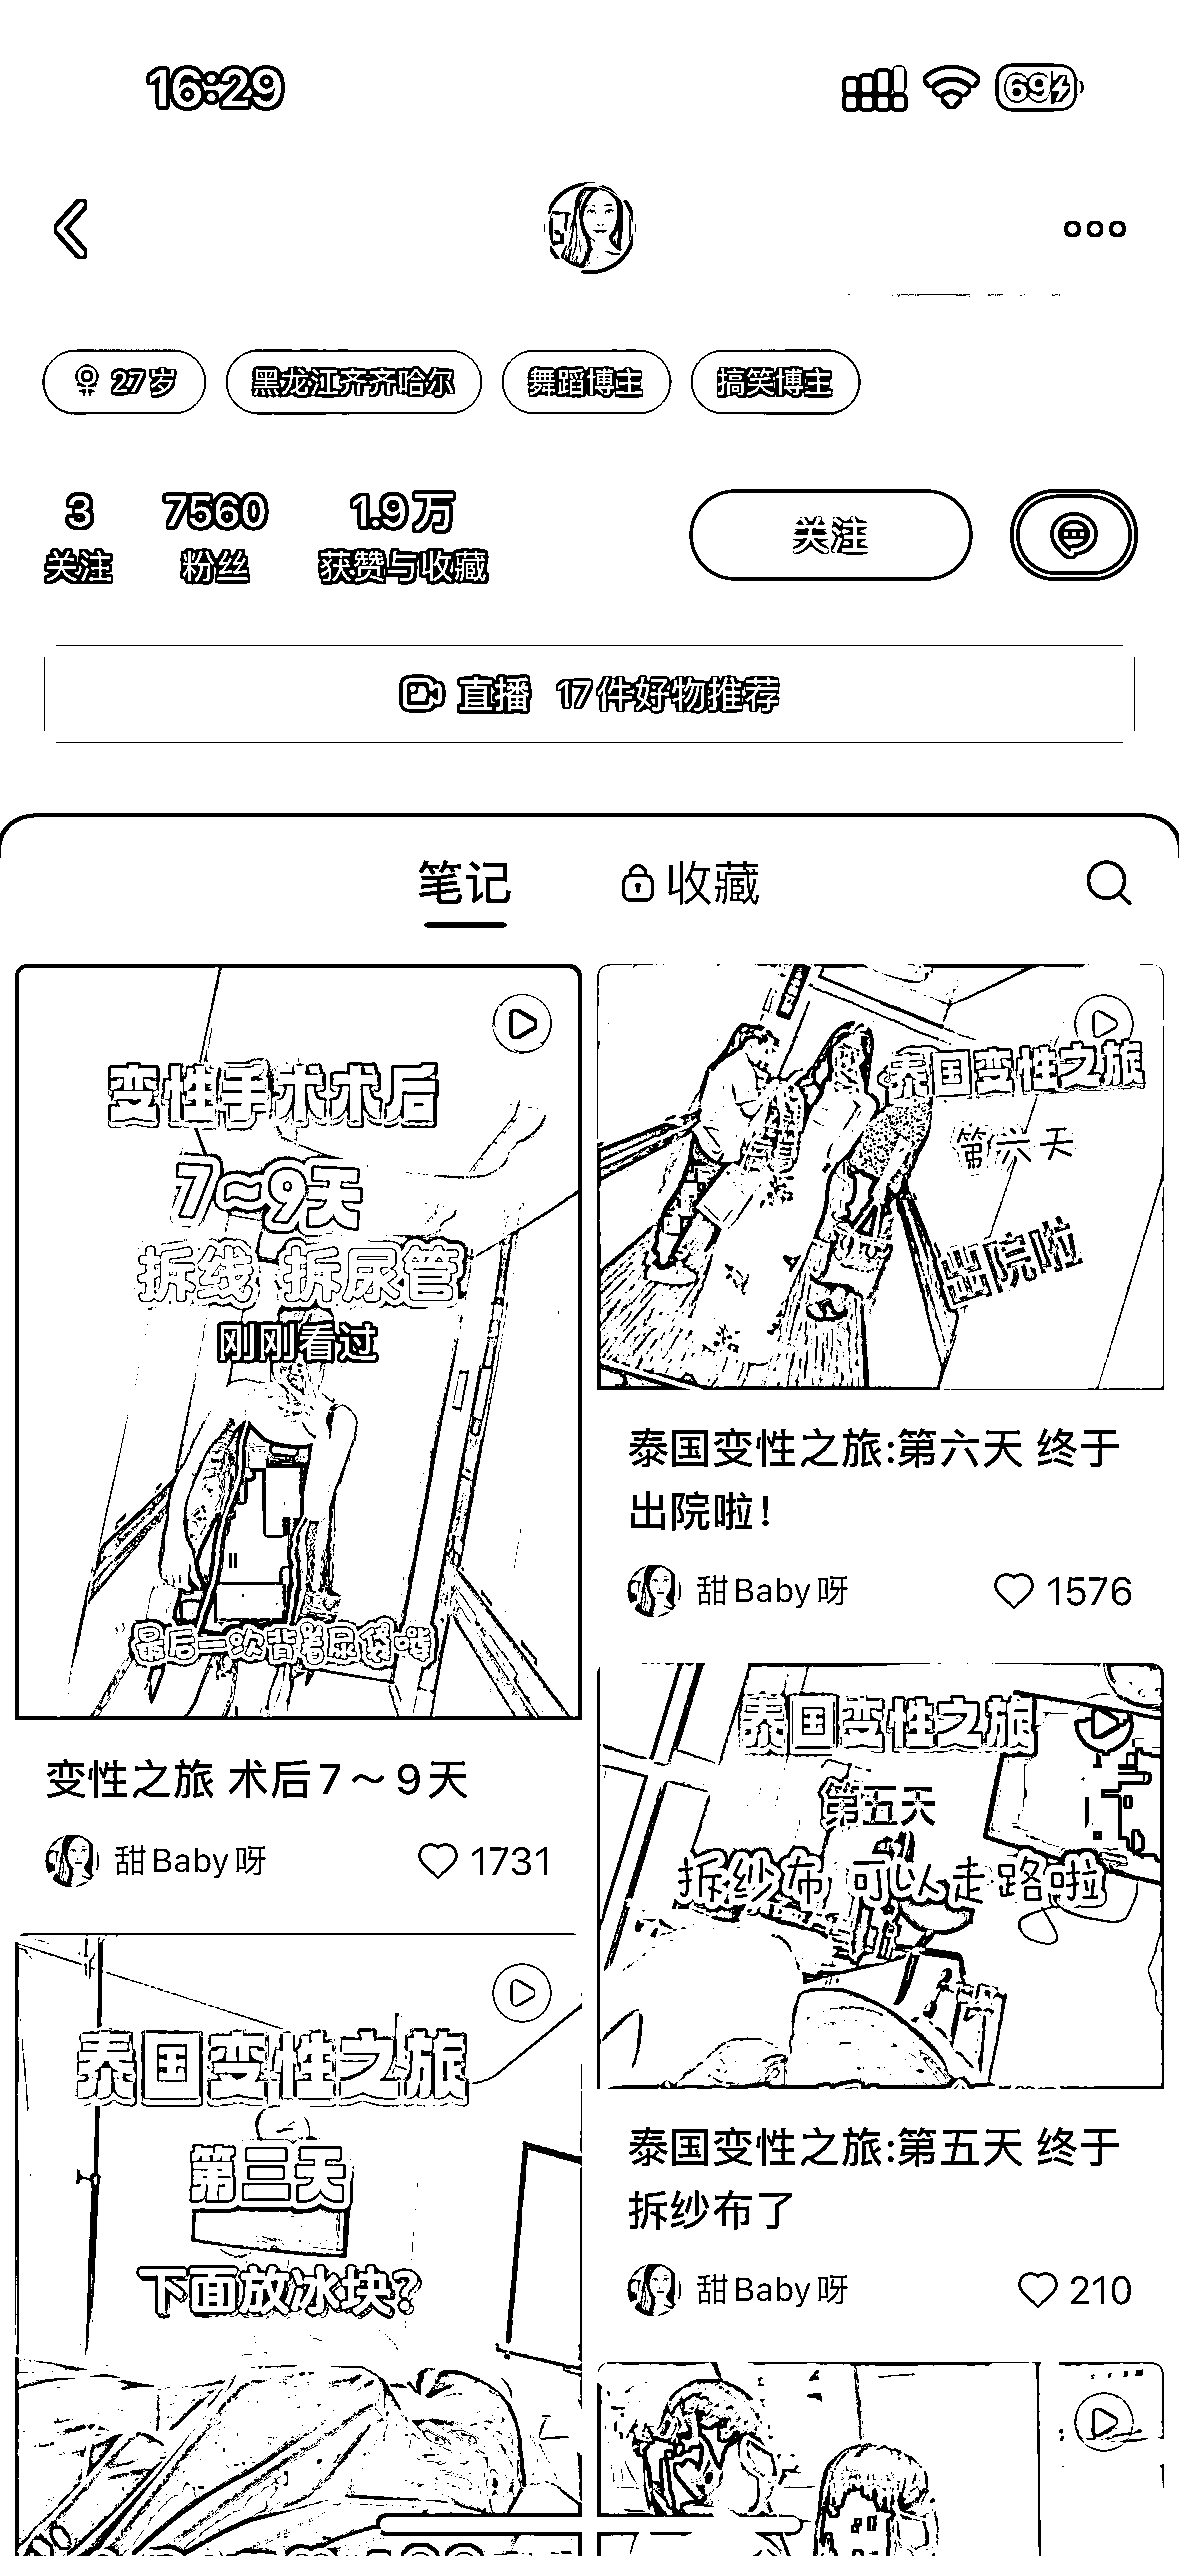 16:29
69
27岁
黑龙江齐齐哈尔
舞蹈博主
搞笑博主
3
关注
7560
粉丝
1.9万
获赞与收藏
关注
直播 17件好物推荐
笔记
收藏
变性手术术后
7~9天
拆线 拆尿管
刚刚看过
最后一次背着尿袋啦
变性之旅 术后7～9天
甜Baby呀
1731
泰国变性之旅
第六天
出院啦
泰国变性之旅:第六天 终于
出院啦！
甜Baby呀
1576
泰国变性之旅
第五天
拆纱布 可以走路啦
泰国变性之旅:第五天 终于
拆纱布了
甜Baby呀
210
泰国变性之旅
第三天
下面放冰块?